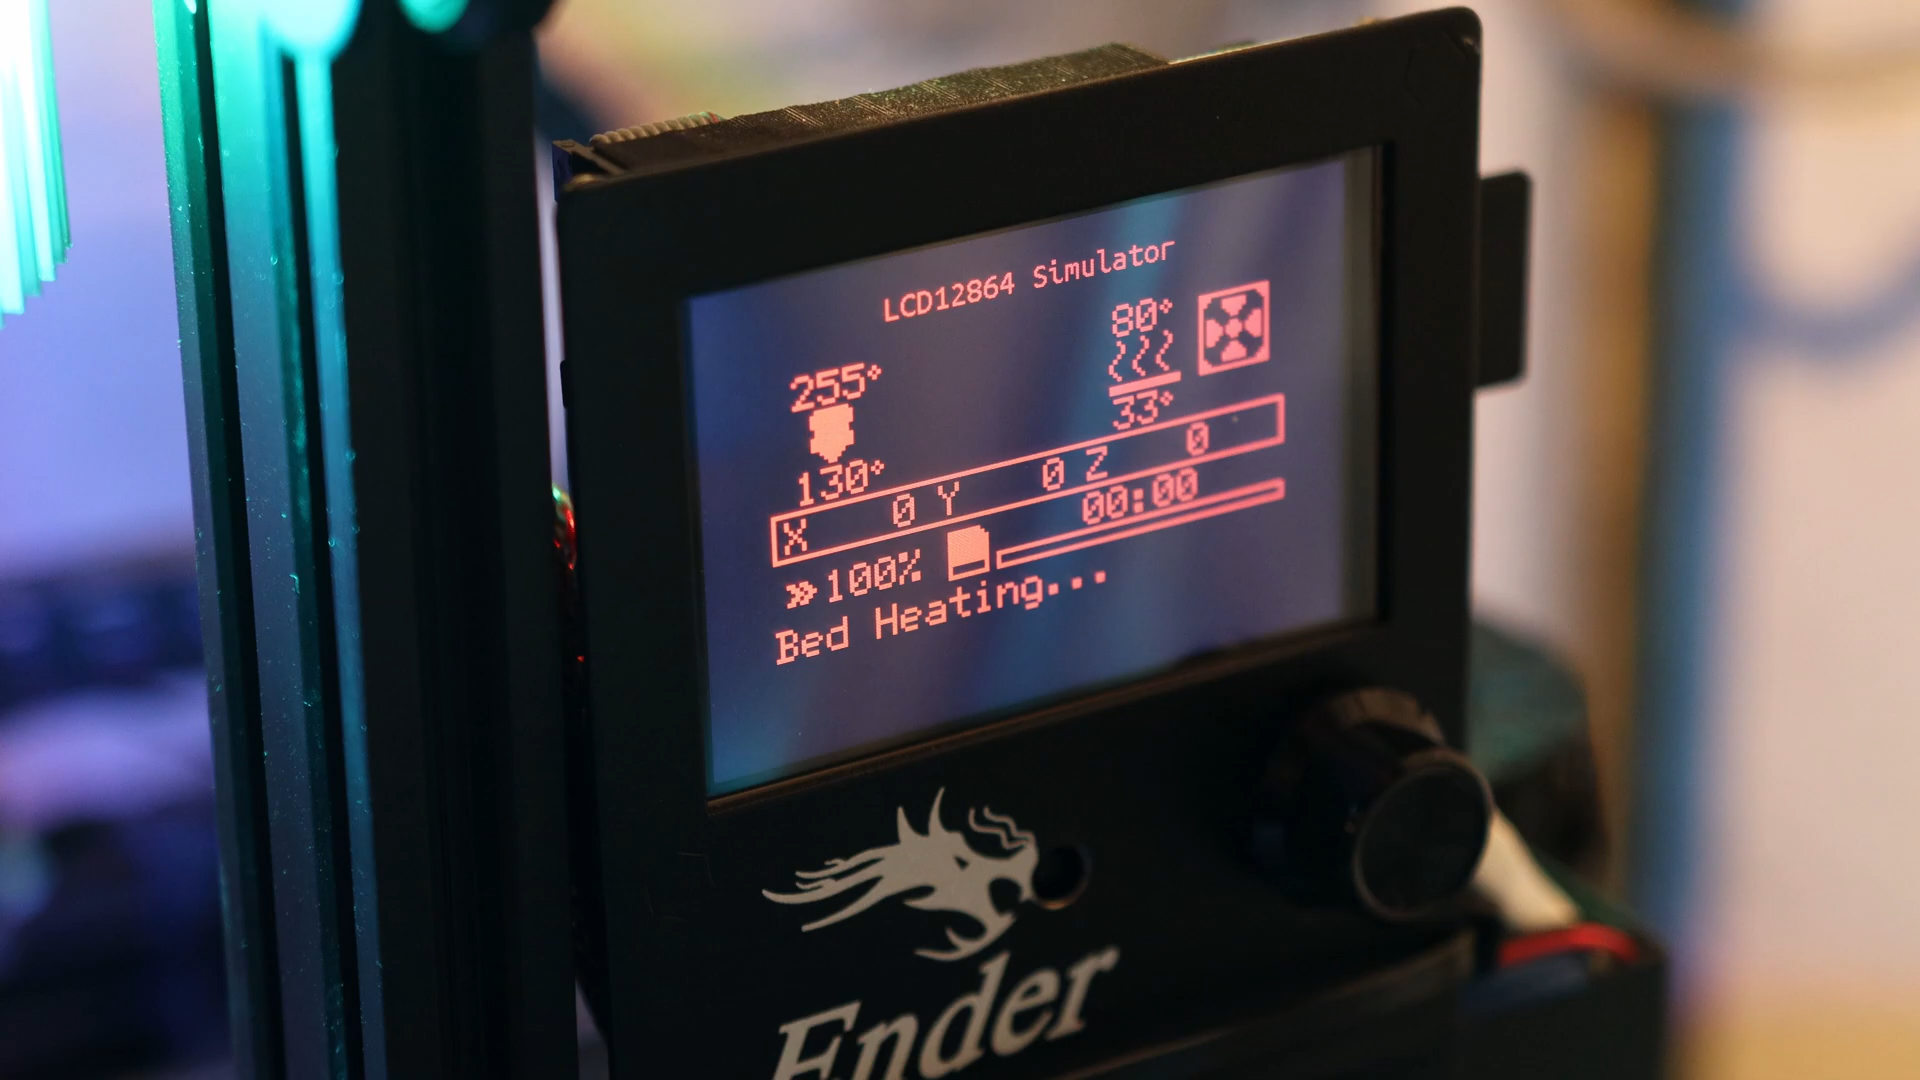 LCD12864 Simulator
255° 80°
130° 33°
X 0 Y 0 Z 0
»100% 00:00
Bed Heating...
Ender